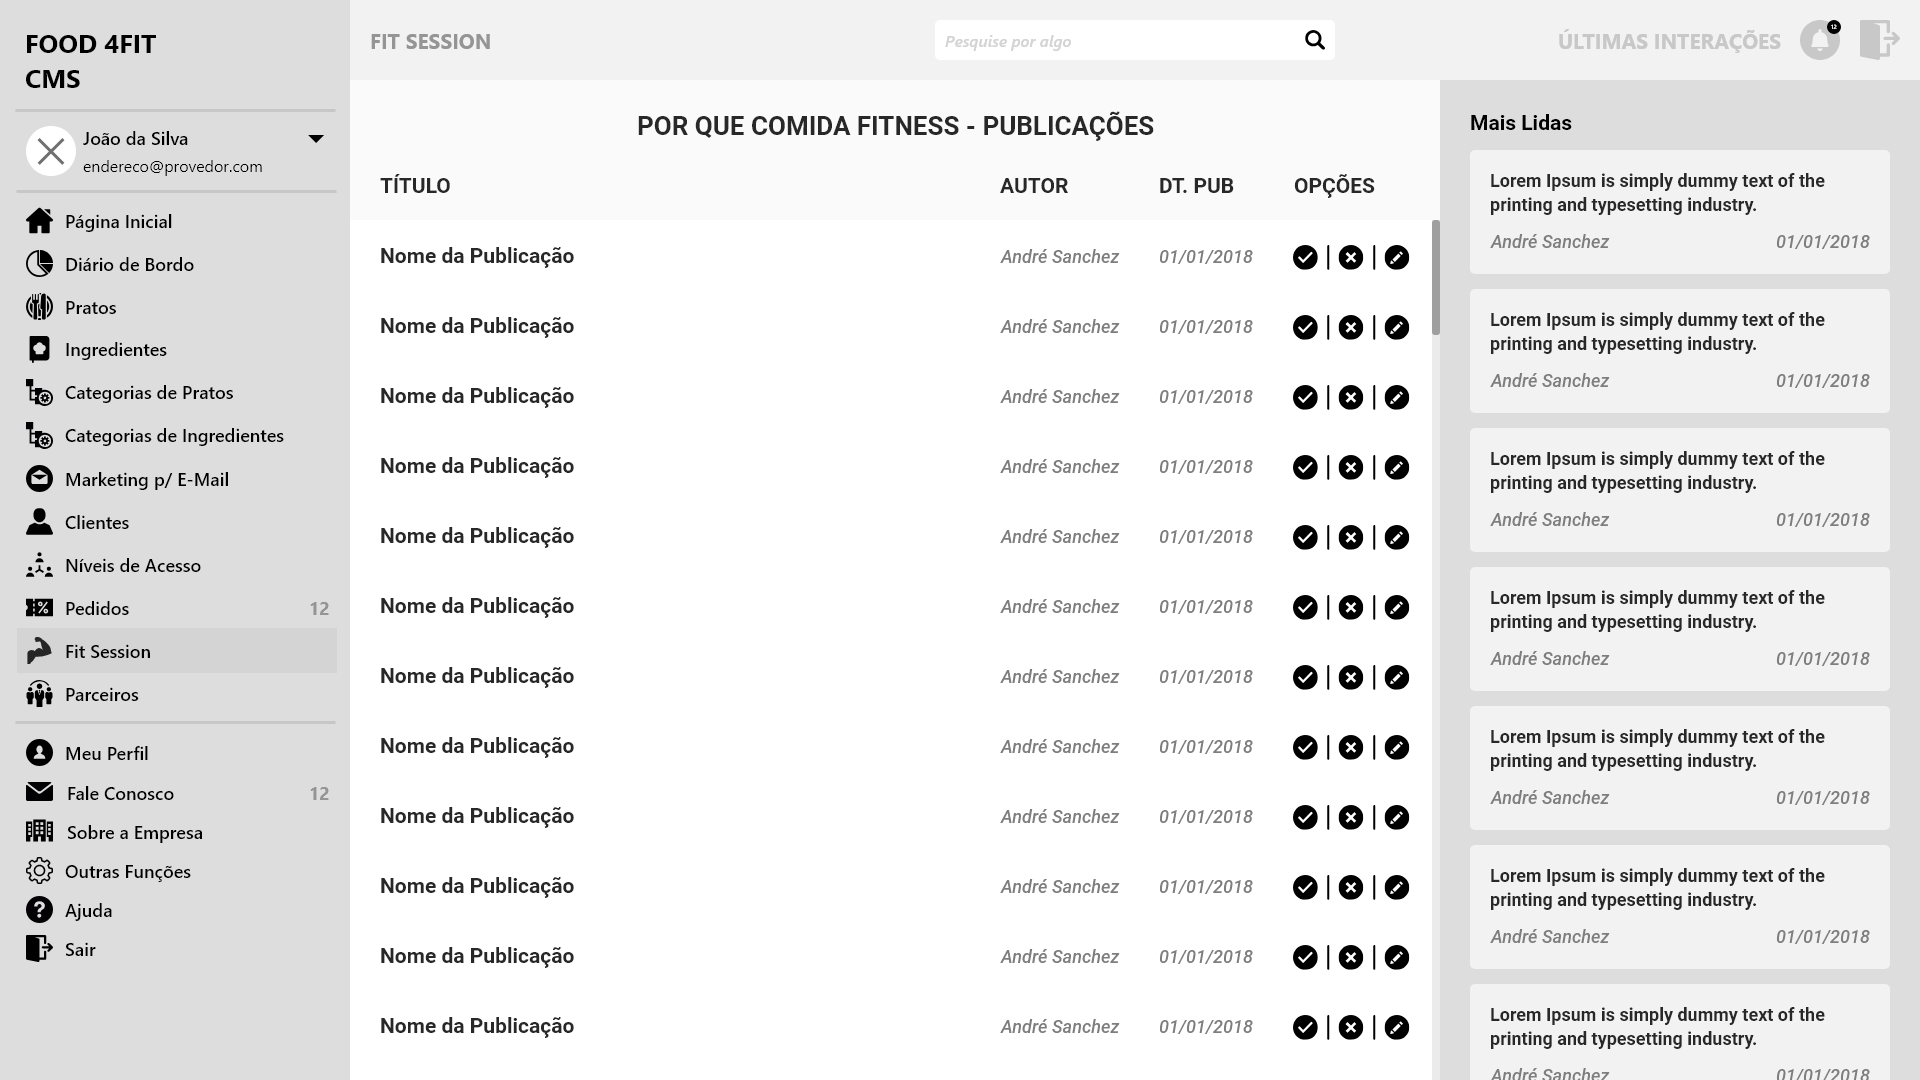 FOOD 4FIT
CMS
João da Silva
endereco@provedor.com
Página Inicial
Diário de Bordo
Pratos
Ingredientes
Categorias de Pratos
Categorias de Ingredientes
Marketing p/ E-Mail
Clientes
Níveis de Acesso
Pedidos 12
Fit Session
Parceiros
Meu Perfil
Fale Conosco 12
Sobre a Empresa
Outras Funções
Ajuda
Sair
FIT SESSION
Pesquise por algo
ÚLTIMAS INTERAÇÕES
12
POR QUE COMIDA FITNESS - PUBLICAÇÕES
TÍTULO AUTOR DT. PUB OPÇÕES
Nome da Publicação André Sanchez 01/01/2018
Nome da Publicação André Sanchez 01/01/2018
Nome da Publicação André Sanchez 01/01/2018
Nome da Publicação André Sanchez 01/01/2018
Nome da Publicação André Sanchez 01/01/2018
Nome da Publicação André Sanchez 01/01/2018
Nome da Publicação André Sanchez 01/01/2018
Nome da Publicação André Sanchez 01/01/2018
Nome da Publicação André Sanchez 01/01/2018
Nome da Publicação André Sanchez 01/01/2018
Nome da Publicação André Sanchez 01/01/2018
Nome da Publicação André Sanchez 01/01/2018
Mais Lidas
Lorem Ipsum is simply dummy text of the
printing and typesetting industry.
André Sanchez 01/01/2018
Lorem Ipsum is simply dummy text of the
printing and typesetting industry.
André Sanchez 01/01/2018
Lorem Ipsum is simply dummy text of the
printing and typesetting industry.
André Sanchez 01/01/2018
Lorem Ipsum is simply dummy text of the
printing and typesetting industry.
André Sanchez 01/01/2018
Lorem Ipsum is simply dummy text of the
printing and typesetting industry.
André Sanchez 01/01/2018
Lorem Ipsum is simply dummy text of the
printing and typesetting industry.
André Sanchez 01/01/2018
Lorem Ipsum is simply dummy text of the
printing and typesetting industry.
André Sanchez 01/01/2018